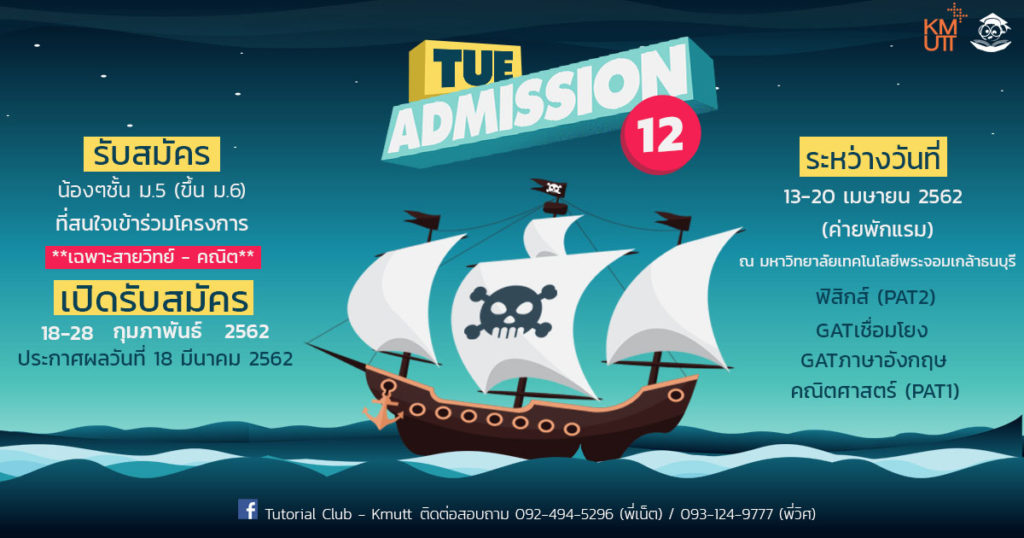 KM
UTT
TUE
ADMISSION
12
รับสมัคร
น้องๆชั้น ม.5 (ขึ้น ม.6)
ที่สนใจเข้าร่วมโครงการ
**เฉพาะสายวิทย์ - คณิต**
เปิดรับสมัคร
18-28 กุมภาพันธ์ 2562
ประกาศผลวันที่ 18 มีนาคม 2562
ระหว่างวันที่
13-20 เมษายน 2562
(ค่ายพักแรม)
ณ มหาวิทยาลัยเทคโนโลยีพระจอมเกล้าธนบุรี
ฟิสิกส์ (PAT2)
GATเชื่อมโยง
GATภาษาอังกฤษ
คณิตศาสตร์ (PAT1)
Tutorial Club - Kmutt ติดต่อสอบถาม 092-494-5296 (พี่เน็ต) / 093-124-9777 (พี่วิศ)